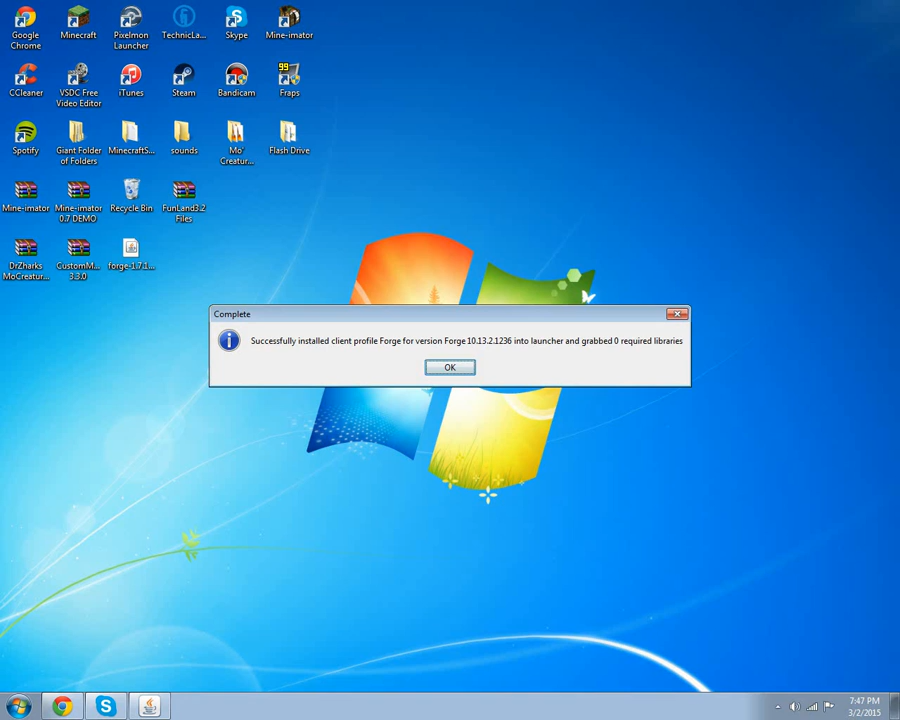 Google
Chrome
Minecraft
Pixelmon
Launcher
TechnicLa...
Skype
Mine-imator
CCleaner
VSDC Free
Video Editor
iTunes
Steam
Bandicam
99
Fraps
Spotify
Giant Folder
of Folders
MinecraftS...
sounds
Mo'
Creatur...
Flash Drive
Mine-imator
Mine-imator
0.7 DEMO
Recycle Bin
FunLand3.2
Files
DrZharks
MoCreatur...
CustomM...
3.3.0
forge-1.7.1...
Complete
Successfully installed client profile Forge for version Forge 10.13.2.1236 into launcher and grabbed 0 required libraries
OK
7:47 PM
3/2/2015